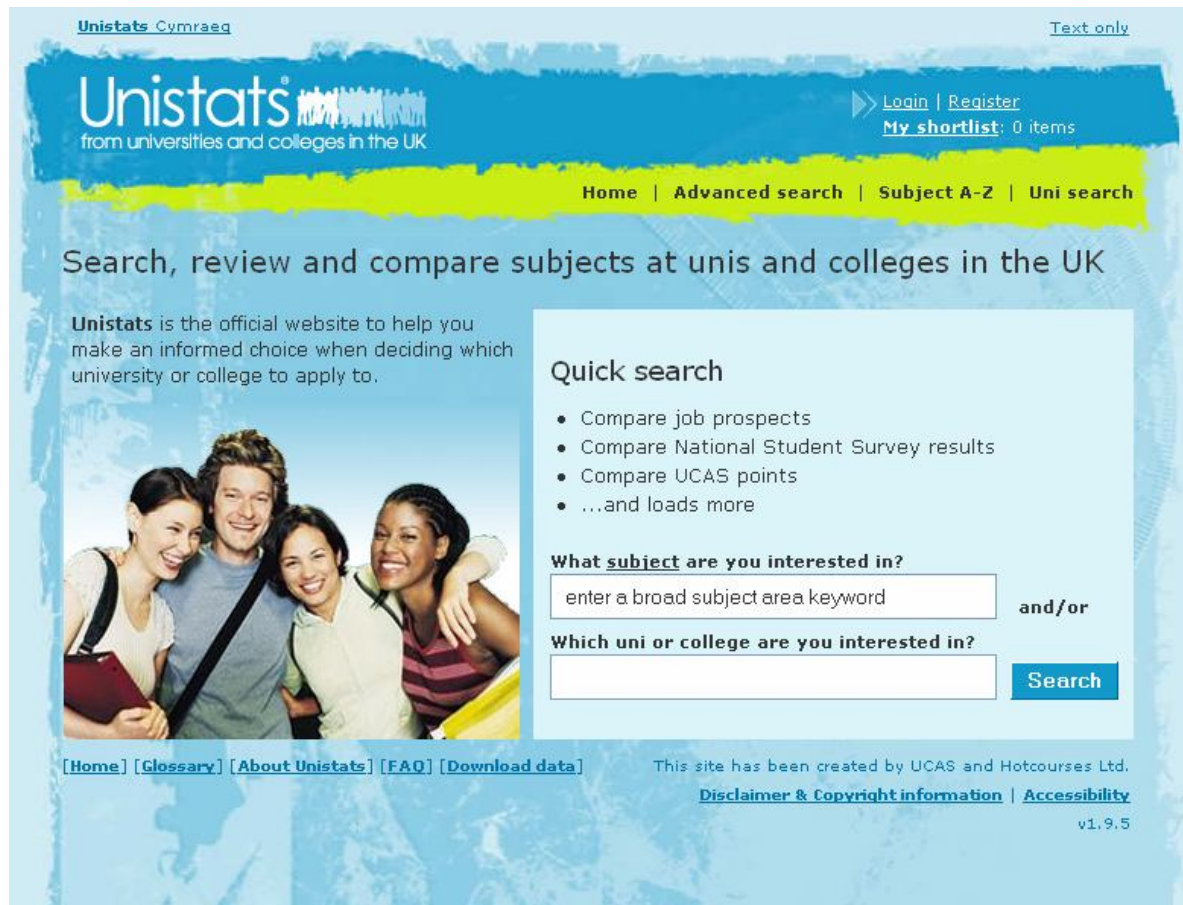 Unistats Cymraeg
Text only
Unistats®
from universities and colleges in the UK
Login | Register
My shortlist: 0 items
Home | Advanced search | Subject A-Z | Uni search
Search, review and compare subjects at unis and colleges in the UK
Unistats is the official website to help you
make an informed choice when deciding which
university or college to apply to.
Quick search
• Compare job prospects
• Compare National Student Survey results
• Compare UCAS points
• ...and loads more
What subject are you interested in?
enter a broad subject area keyword
and/or
Which uni or college are you interested in?
Search
[Home] [Glossary] [About Unistats] [FAQ] [Download data]
This site has been created by UCAS and Hotcourses Ltd.
Disclaimer & Copyright information | Accessibility
v1.9.5